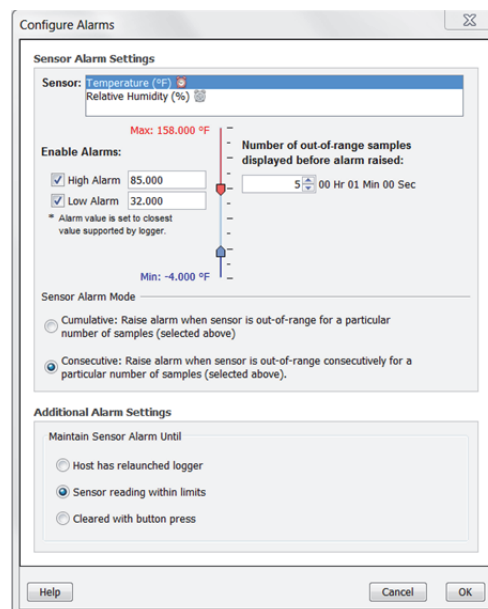 Configure Alarms
Sensor Alarm Settings
Sensor: Temperature (°F)
Relative Humidity (%)
Max: 158.000 °F
Enable Alarms:
Number of out-of-range samples
displayed before alarm raised:
High Alarm 85.000
5 00 Hr 01 Min 00 Sec
Low Alarm 32.000
* Alarm value is set to closest
value supported by logger.
Min: -4.000 °F
Sensor Alarm Mode
Cumulative: Raise alarm when sensor is out-of-range for a particular
number of samples (selected above)
Consecutive: Raise alarm when sensor is out-of-range consecutively for a
particular number of samples (selected above).
Additional Alarm Settings
Maintain Sensor Alarm Until
Host has relaunched logger
Sensor reading within limits
Cleared with button press
Help
Cancel
OK